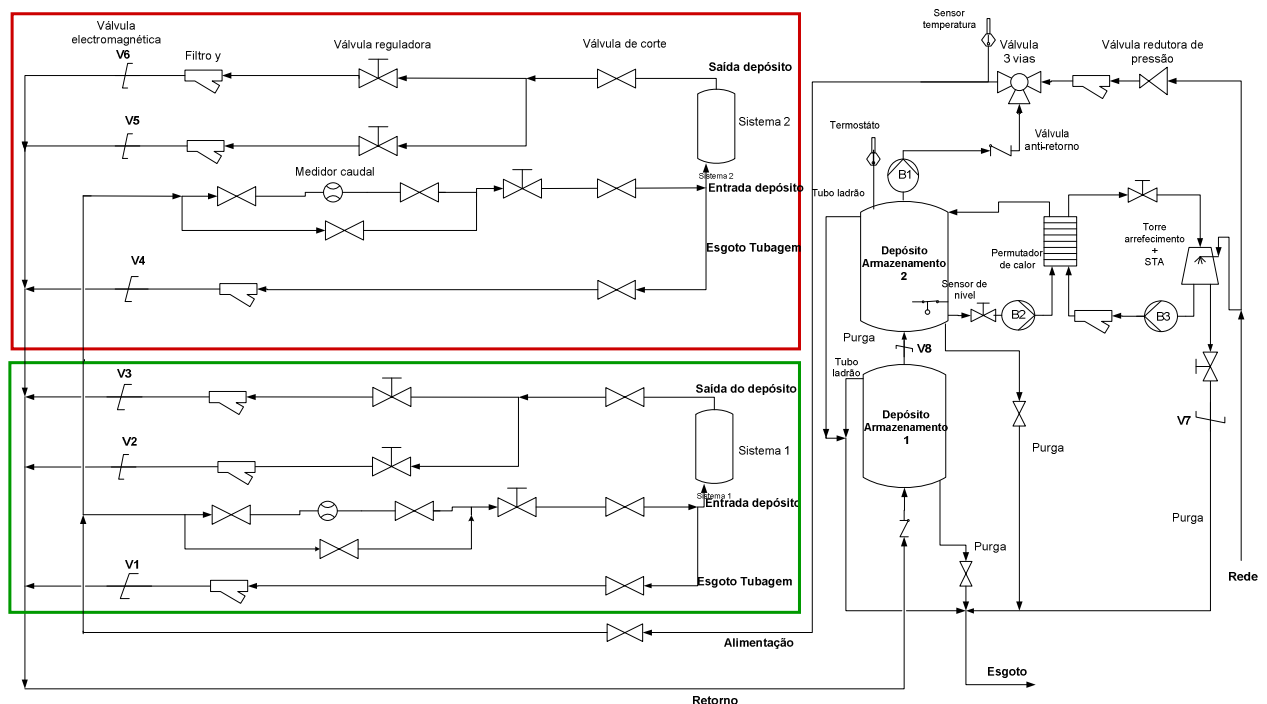 Válvula
electromagnética
V6
Filtro y
Válvula reguladora
Válvula de corte
Saída depósito
Sistema 2
V5
Medidor caudal
Sistema 2
Entrada depósito
Esgoto Tubagem
V4
V3
Saída do depósito
V2
Sistema 1
Sistema 1
Entrada depósito
V1
Esgoto Tubagem
Alimentação
Retorno
Sensor
temperatura
Válvula
3 vias
Válvula redutora de
pressão
Termostáto
Válvula
anti-retorno
B1
Tubo ladrão
Depósito
Armazenamento
2
Permutador
de calor
Torre
arrefecimento
+
STA
Sensor de
nível
B2
B3
Purga
V8
Tubo
ladrão
Depósito
Armazenamento
1
V7
Purga
Purga
Purga
Rede
Esgoto